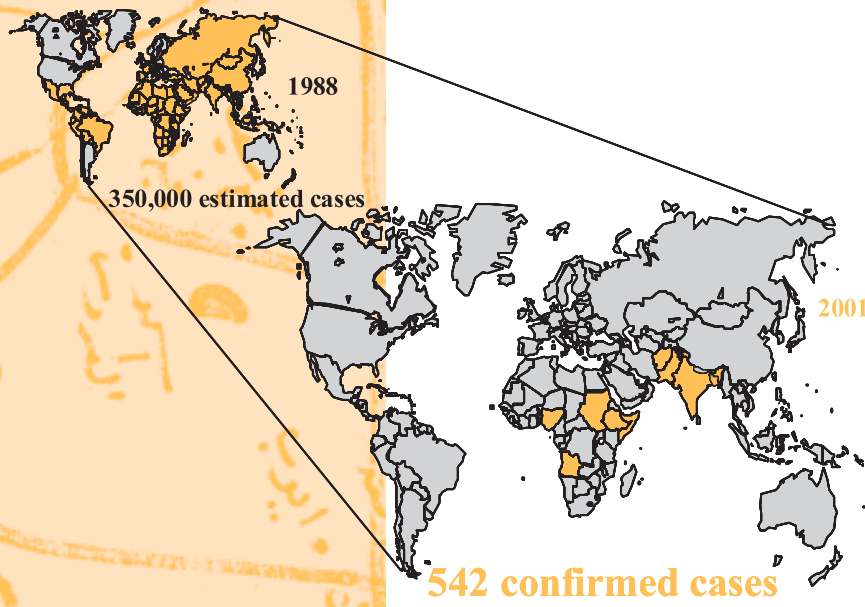 1988
350,000 estimated cases
2001
542 confirmed cases